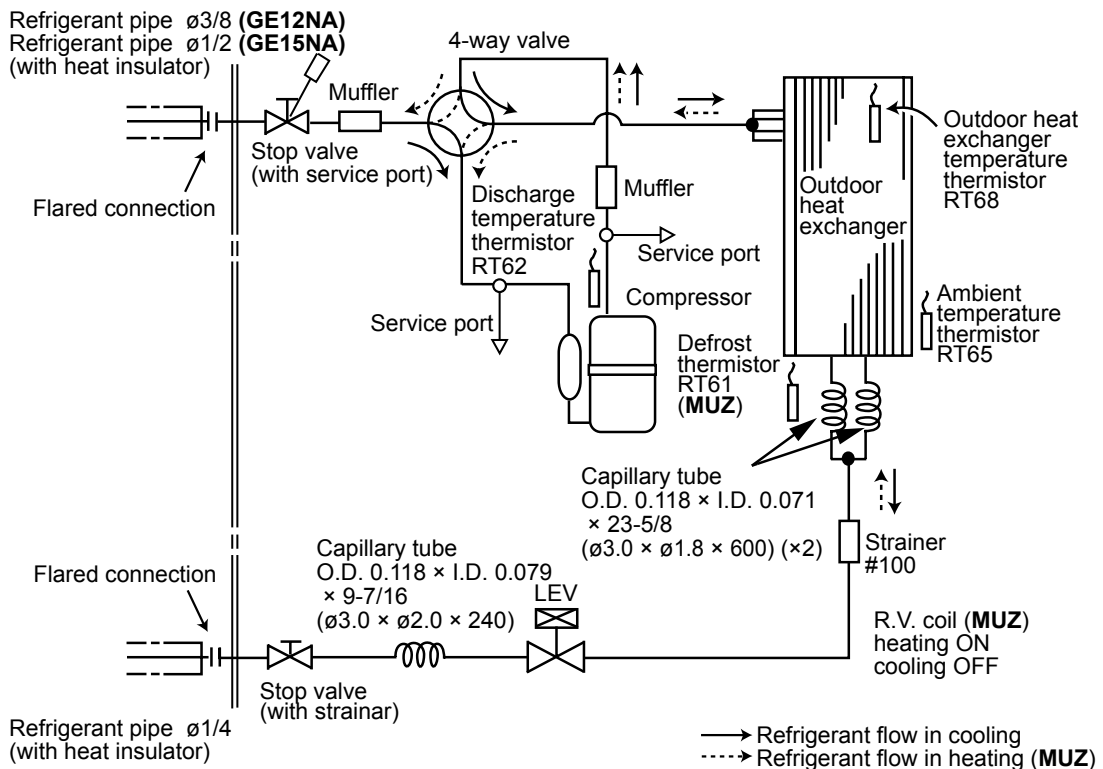 Refrigerant pipe ø3/8 (GE12NA)
Refrigerant pipe ø1/2 (GE15NA)
(with heat insulator)
4-way valve
Muffler
Stop valve
(with service port)
Flared connection
Discharge
temperature
thermistor
RT62
Muffler
Service port
Outdoor
heat
exchanger
Outdoor heat
exchanger
temperature
thermistor
RT68
Service port
Compressor
Ambient
temperature
thermistor
RT65
Defrost
thermistor
RT61
(MUZ)
Capillary tube
O.D. 0.118 × I.D. 0.071
× 23-5/8
(ø3.0 × ø1.8 × 600) (×2)
Strainer
#100
Flared connection
Capillary tube
O.D. 0.118 × I.D. 0.079
× 9-7/16
(ø3.0 × ø2.0 × 240)
LEV
R.V. coil (MUZ)
heating ON
cooling OFF
Stop valve
(with strainar)
Refrigerant pipe ø1/4
(with heat insulator)
Refrigerant flow in cooling
Refrigerant flow in heating (MUZ)